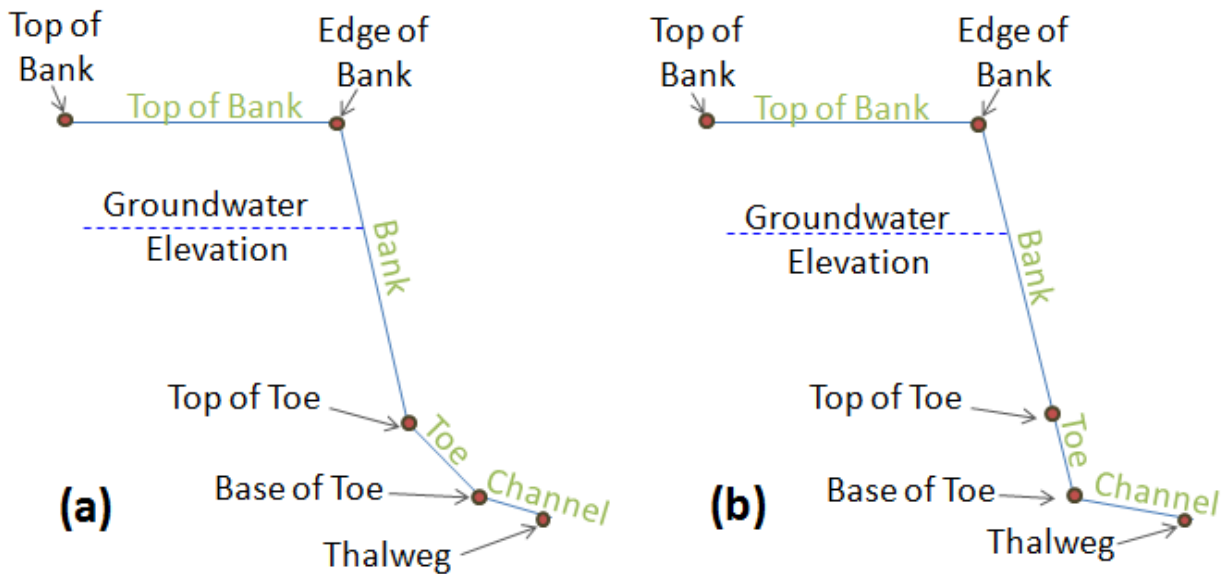 Top of
Bank
Edge of
Bank
Top of Bank
Groundwater
Elevation
Bank
Top of Toe
Toe
Base of Toe
Channel
Thalweg
(a)
Top of
Bank
Edge of
Bank
Top of Bank
Groundwater
Elevation
Bank
Top of Toe
Toe
Base of Toe
Channel
Thalweg
(b)